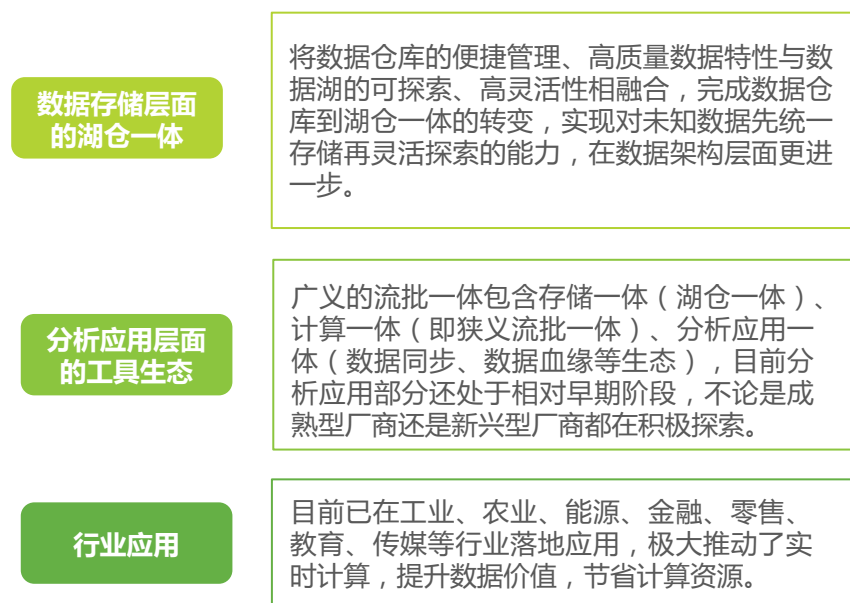 数据存储层面
的湖仓一体
将数据仓库的便捷管理、高质量数据特性与数
据湖的可探索、高灵活性相融合，完成数据仓
库到湖仓一体的转变，实现对未知数据先统一
存储再灵活探索的能力，在数据架构层面更进
一步。
分析应用层面
的工具生态
广义的流批一体包含存储一体（湖仓一体）、
计算一体（即狭义流批一体）、分析应用一
体（数据同步、数据血缘等生态），目前分
析应用部分还处于相对早期阶段，不论是成
熟型厂商还是新兴型厂商都在积极探索。
行业应用
目前已在工业、农业、能源、金融、零售、
教育、传媒等行业落地应用，极大推动了实
时计算，提升数据价值，节省计算资源。